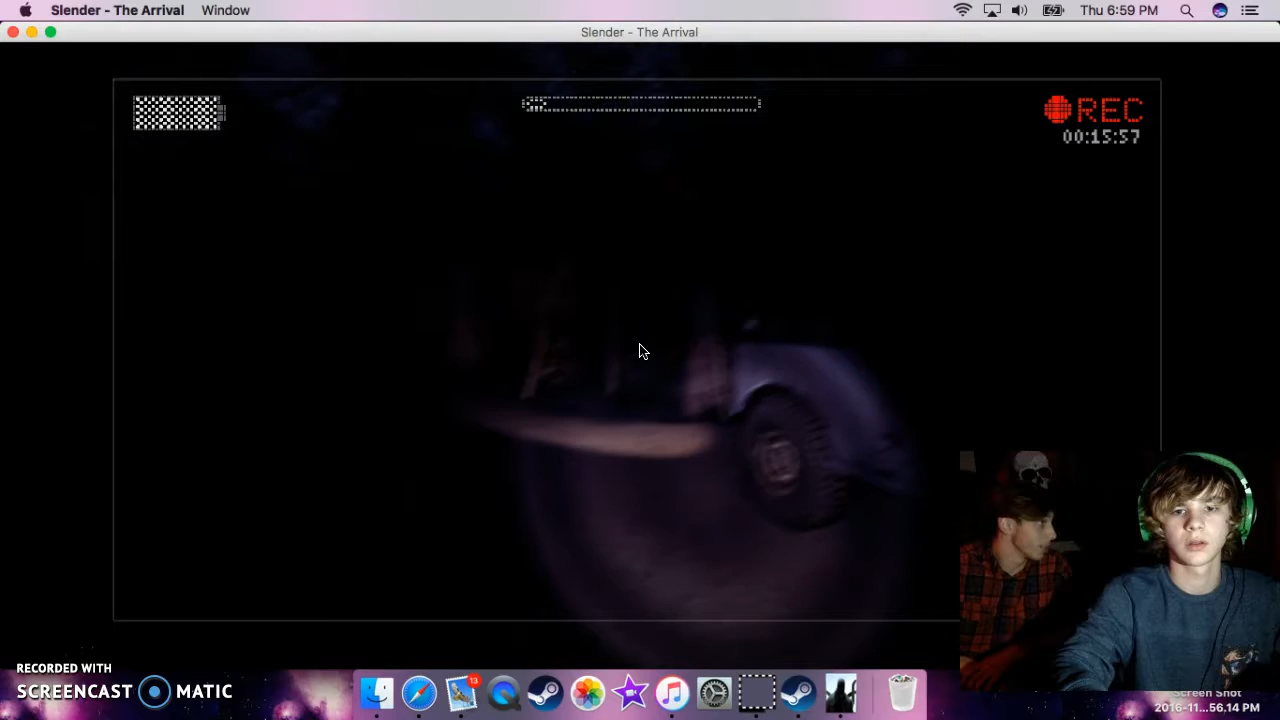 Slender - The Arrival Window
Thu 6:59 PM
Slender - The Arrival
REC
00:15:57
13
RECORDED WITH
SCREENCAST MATIC
Screen Shot
2016-11...56.14 PM